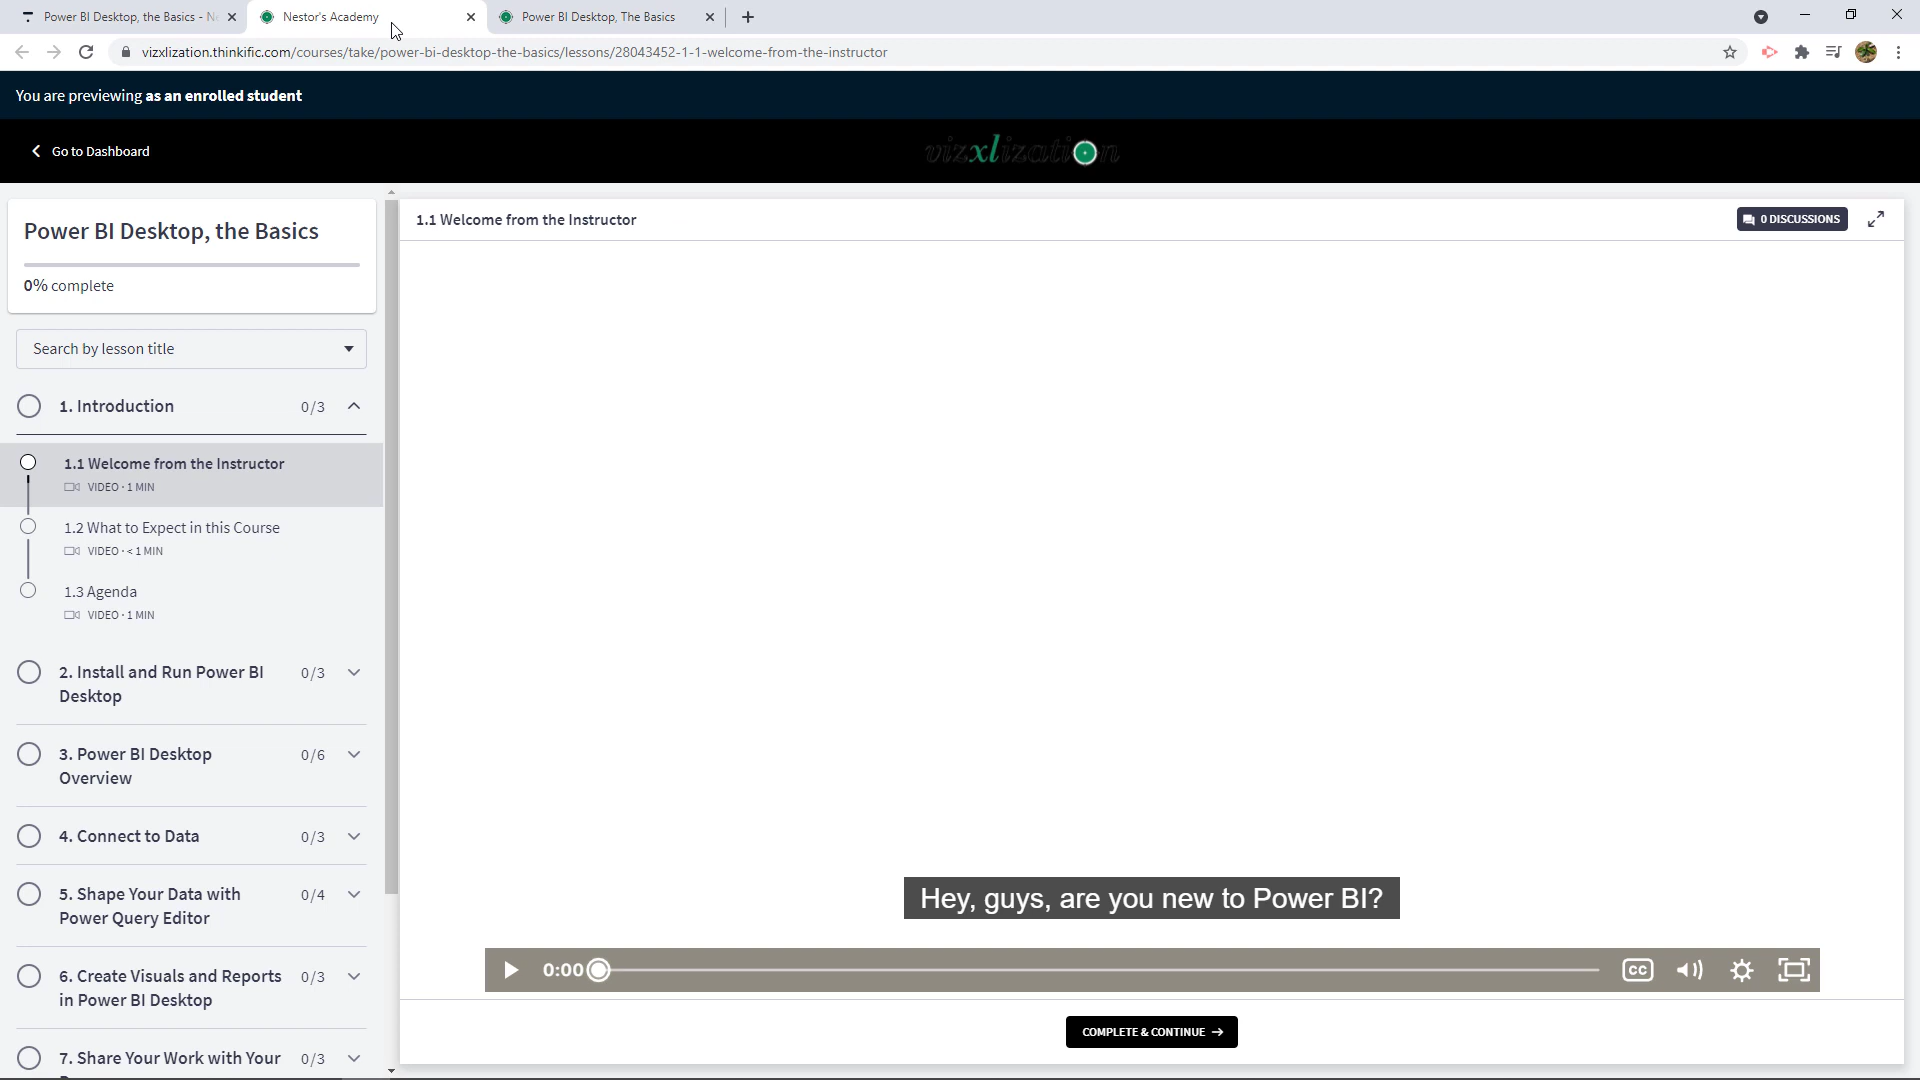 Power BI Desktop, the Basics - N
Nestor's Academy
Power BI Desktop, The Basics
vizxlization.thinkific.com/courses/take/power-bi-desktop-the-basics/lessons/28043452-1-1-welcome-from-the-instructor
You are previewing as an enrolled student
Go to Dashboard
vizxlization
Power BI Desktop, the Basics
0% complete
Search by lesson title
1. Introduction 0/3
1.1 Welcome from the Instructor
VIDEO · 1 MIN
1.2 What to Expect in this Course
VIDEO · < 1 MIN
1.3 Agenda
VIDEO · 1 MIN
2. Install and Run Power BI 0/3
Desktop
3. Power BI Desktop 0/6
Overview
4. Connect to Data 0/3
5. Shape Your Data with 0/4
Power Query Editor
6. Create Visuals and Reports 0/3
in Power BI Desktop
7. Share Your Work with Your 0/3
1.1 Welcome from the Instructor
0 DISCUSSIONS
Hey, guys, are you new to Power BI?
0:00
CC
COMPLETE & CONTINUE →